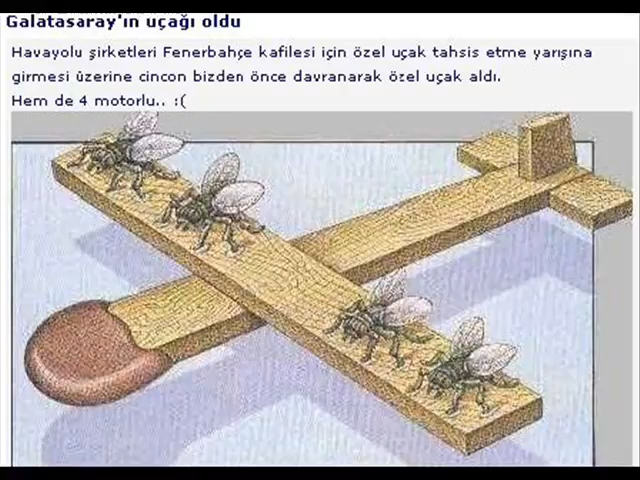 Galatasaray'ın uçağı oldu
Havayolu şirketleri Fenerbahçe kafilesi için özel uçak tahsis etme yarışına
girmesi üzerine cincon bizden önce davranarak özel uçak aldı.
Hem de 4 motorlu.. :(